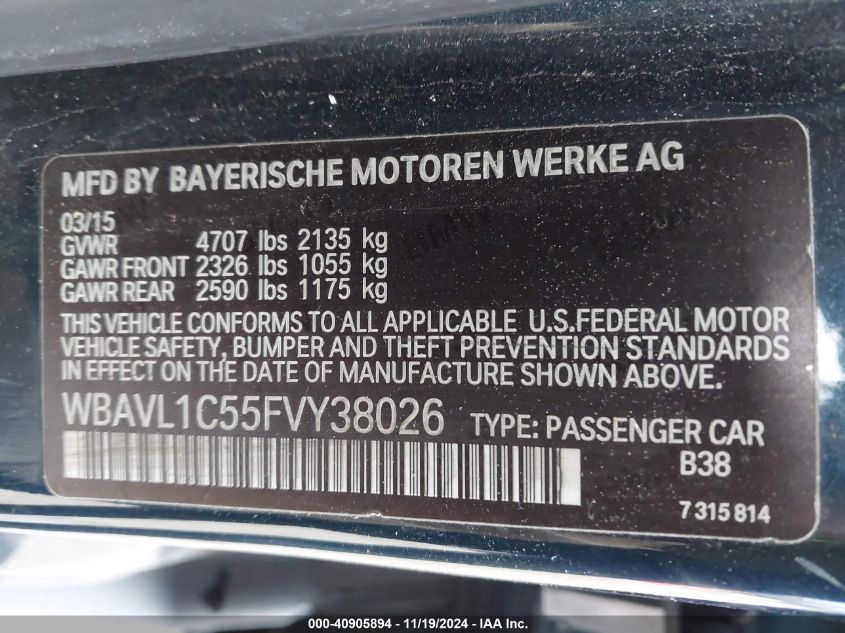 MFD BY BAYERISCHE MOTOREN WERKE AG
03/15
GVWR 4707 lbs 2135 kg
GAWR FRONT 2326 lbs 1055 kg
GAWR REAR 2590 lbs 1175 kg
THIS VEHICLE CONFORMS TO ALL APPLICABLE U.S.FEDERAL MOTOR
VEHICLE SAFETY, BUMPER AND THEFT PREVENTION STANDARDS
IN EFFECT ON THE DATE OF MANUFACTURE SHOWN ABOVE.
WBAVL1C55FVY38026 TYPE: PASSENGER CAR
B38
7 315 814
000-40905894 - 11/19/2024 - IAA Inc.